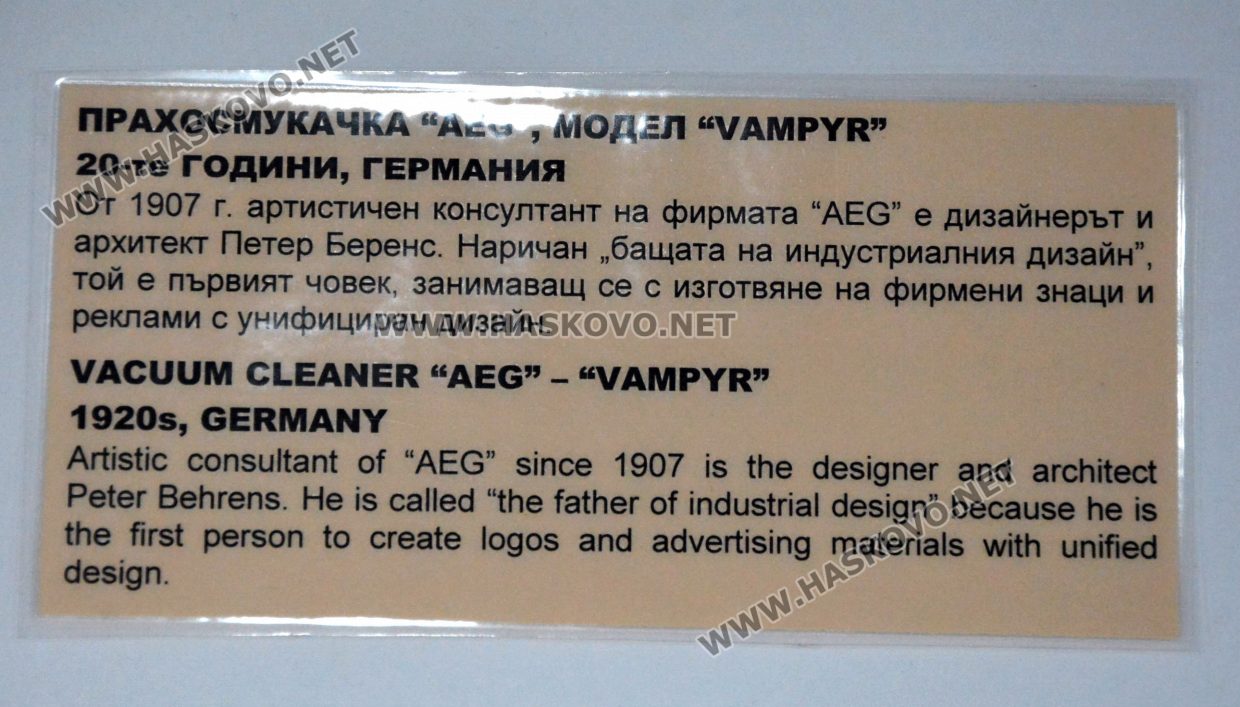 ПРАХОСМУКАЧКА “AEG”, МОДЕЛ “VAMPYR”
20-те ГОДИНИ, ГЕРМАНИЯ
От 1907 г. артистичен консултант на фирмата “AEG” е дизайнерът и
архитект Петер Беренс. Наричан „бащата на индустриалния дизайн”,
той е първият човек, занимаващ се с изготвяне на фирмени знаци и
реклами с унифициран дизайн.
VACUUM CLEANER “AEG” – “VAMPYR”
1920s, GERMANY
Artistic consultant of “AEG” since 1907 is the designer and architect
Peter Behrens. He is called “the father of industrial design” because he is
the first person to create logos and advertising materials with unified
design.
WWW.HASKOVO.NET
WWW.HASKOVO.NET
WWW.HASKOVO.NET